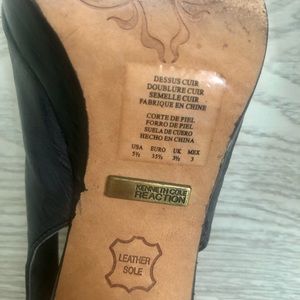 DESSUS CUIR
DOUBLURE CUIR
SEMELLE CUIR
FABRIQUE EN CHINE
CORTE DE PIEL
FORRO DE PIEL
SUELA DE CUERO
HECHO EN CHINA
USA EURO UK MEX
5½ 35½ 3½ 3
KENNETH COLE
REACTION
LEATHER
SOLE